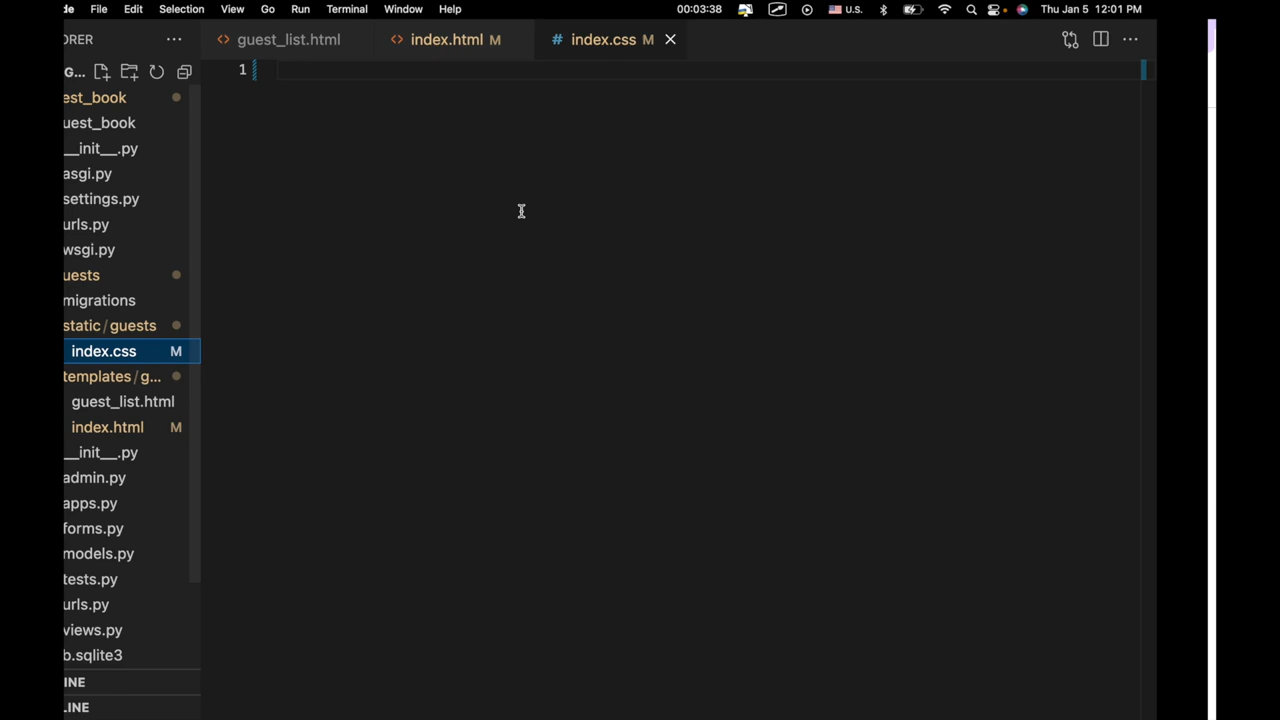 de File Edit Selection View Go Run Terminal Window Help 00:03:38 U.S. Thu Jan 5 12:01 PM
ORER ... guest_list.html index.html M index.css M
G...
1
est_book
uest_book
__init__.py
asgi.py
settings.py
urls.py
wsgi.py
uests
migrations
static/guests
index.css M
templates/g...
guest_list.html
index.html M
__init__.py
admin.py
apps.py
forms.py
models.py
tests.py
urls.py
views.py
b.sqlite3
INE
LINE